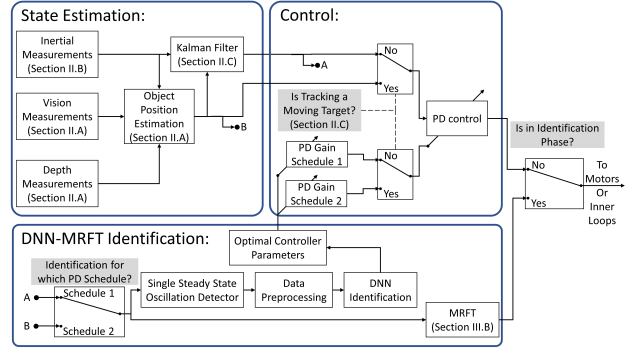 State Estimation:
Control:
Inertial
Measurements
(Section II.B)
Kalman Filter
(Section II.C)
A
No
Yes
Vision
Measurements
(Section II.A)
Object
Position
Estimation
(Section II.A)
B
Is Tracking a
Moving Target?
(Section II.C)
PD control
Is in Identification
Phase?
Depth
Measurements
(Section II.A)
PD Gain
Schedule 1
PD Gain
Schedule 2
No
Yes
No
Yes
To
Motors
Or
Inner
Loops
DNN-MRFT Identification:
Optimal Controller
Parameters
Identification for
which PD Schedule?
A
Schedule 1
B
Schedule 2
Single Steady State
Oscillation Detector
Data
Preprocessing
DNN
Identification
MRFT
(Section III.B)